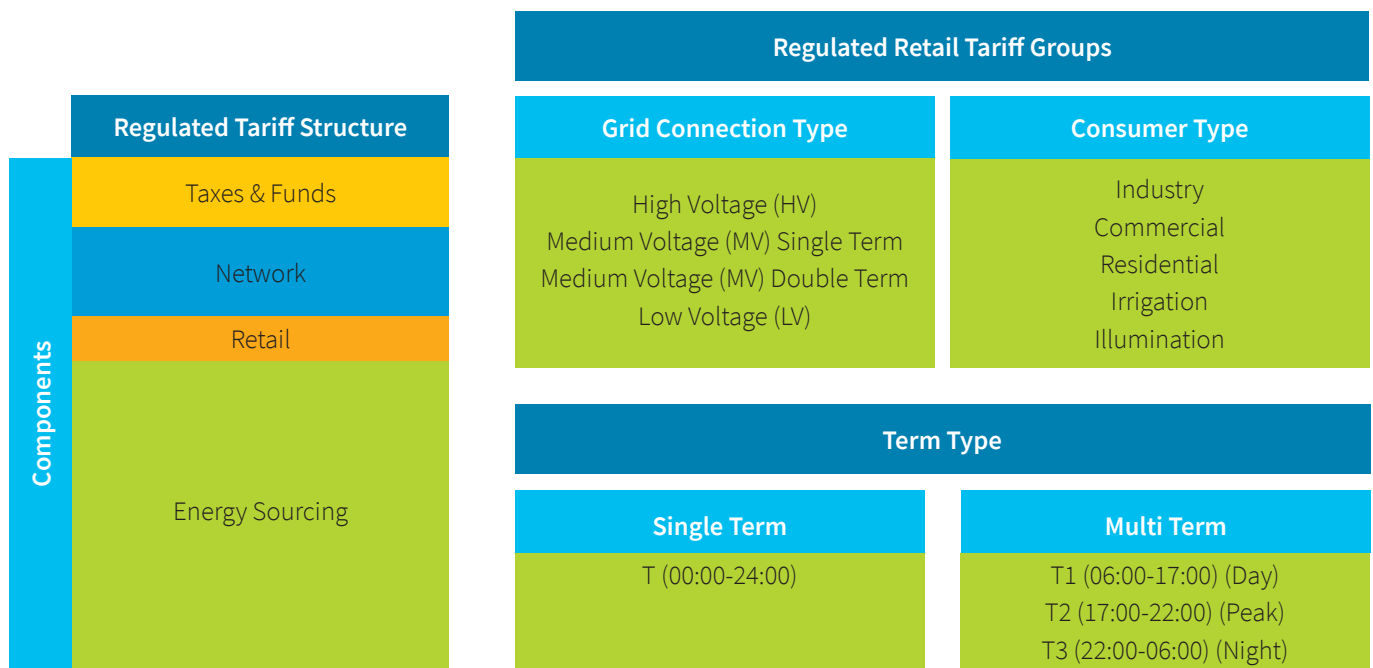 Regulated Tariff Structure
Components
Taxes & Funds
Network
Retail
Energy Sourcing
Regulated Retail Tariff Groups
Grid Connection Type
High Voltage (HV)
Medium Voltage (MV) Single Term
Medium Voltage (MV) Double Term
Low Voltage (LV)
Consumer Type
Industry
Commercial
Residential
Irrigation
Illumination
Term Type
Single Term
T (00:00-24:00)
Multi Term
T1 (06:00-17:00) (Day)
T2 (17:00-22:00) (Peak)
T3 (22:00-06:00) (Night)